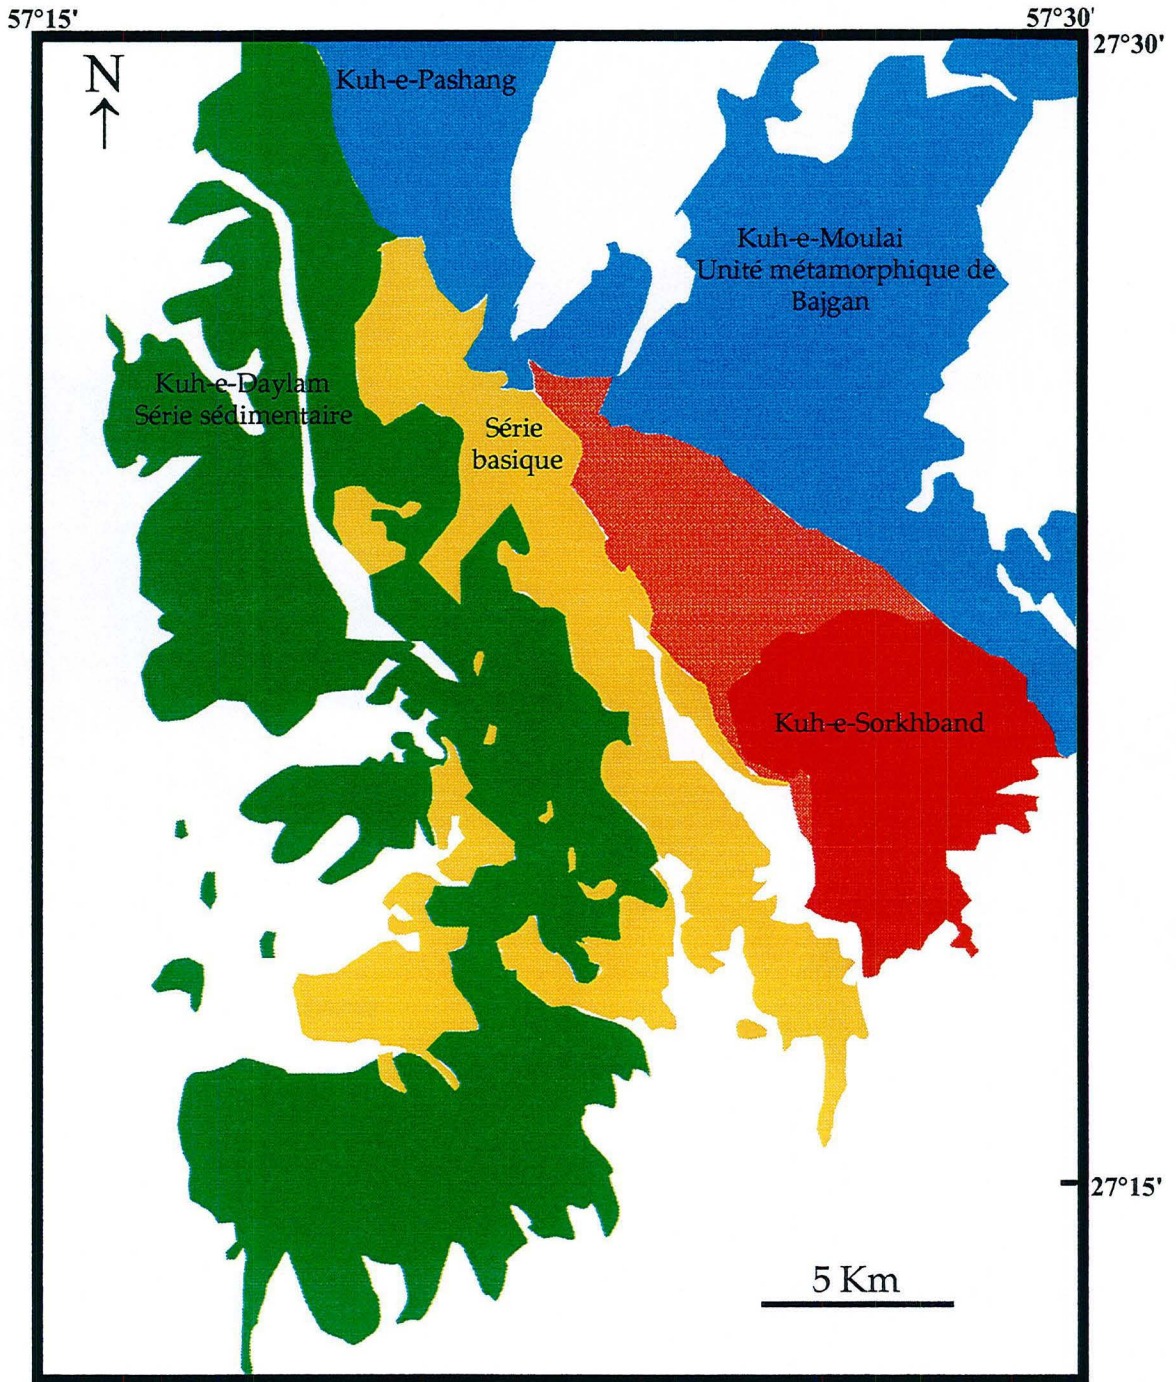 57°15'
57°30'
27°30'
N
Kuh-e-Pashang
Kuh-e-Moulai
Unité métamorphique de
Bajgan
Kuh-e-Daylam
Série sédimentaire
Série
basique
Kuh-e-Sorkhband
27°15'
5 Km